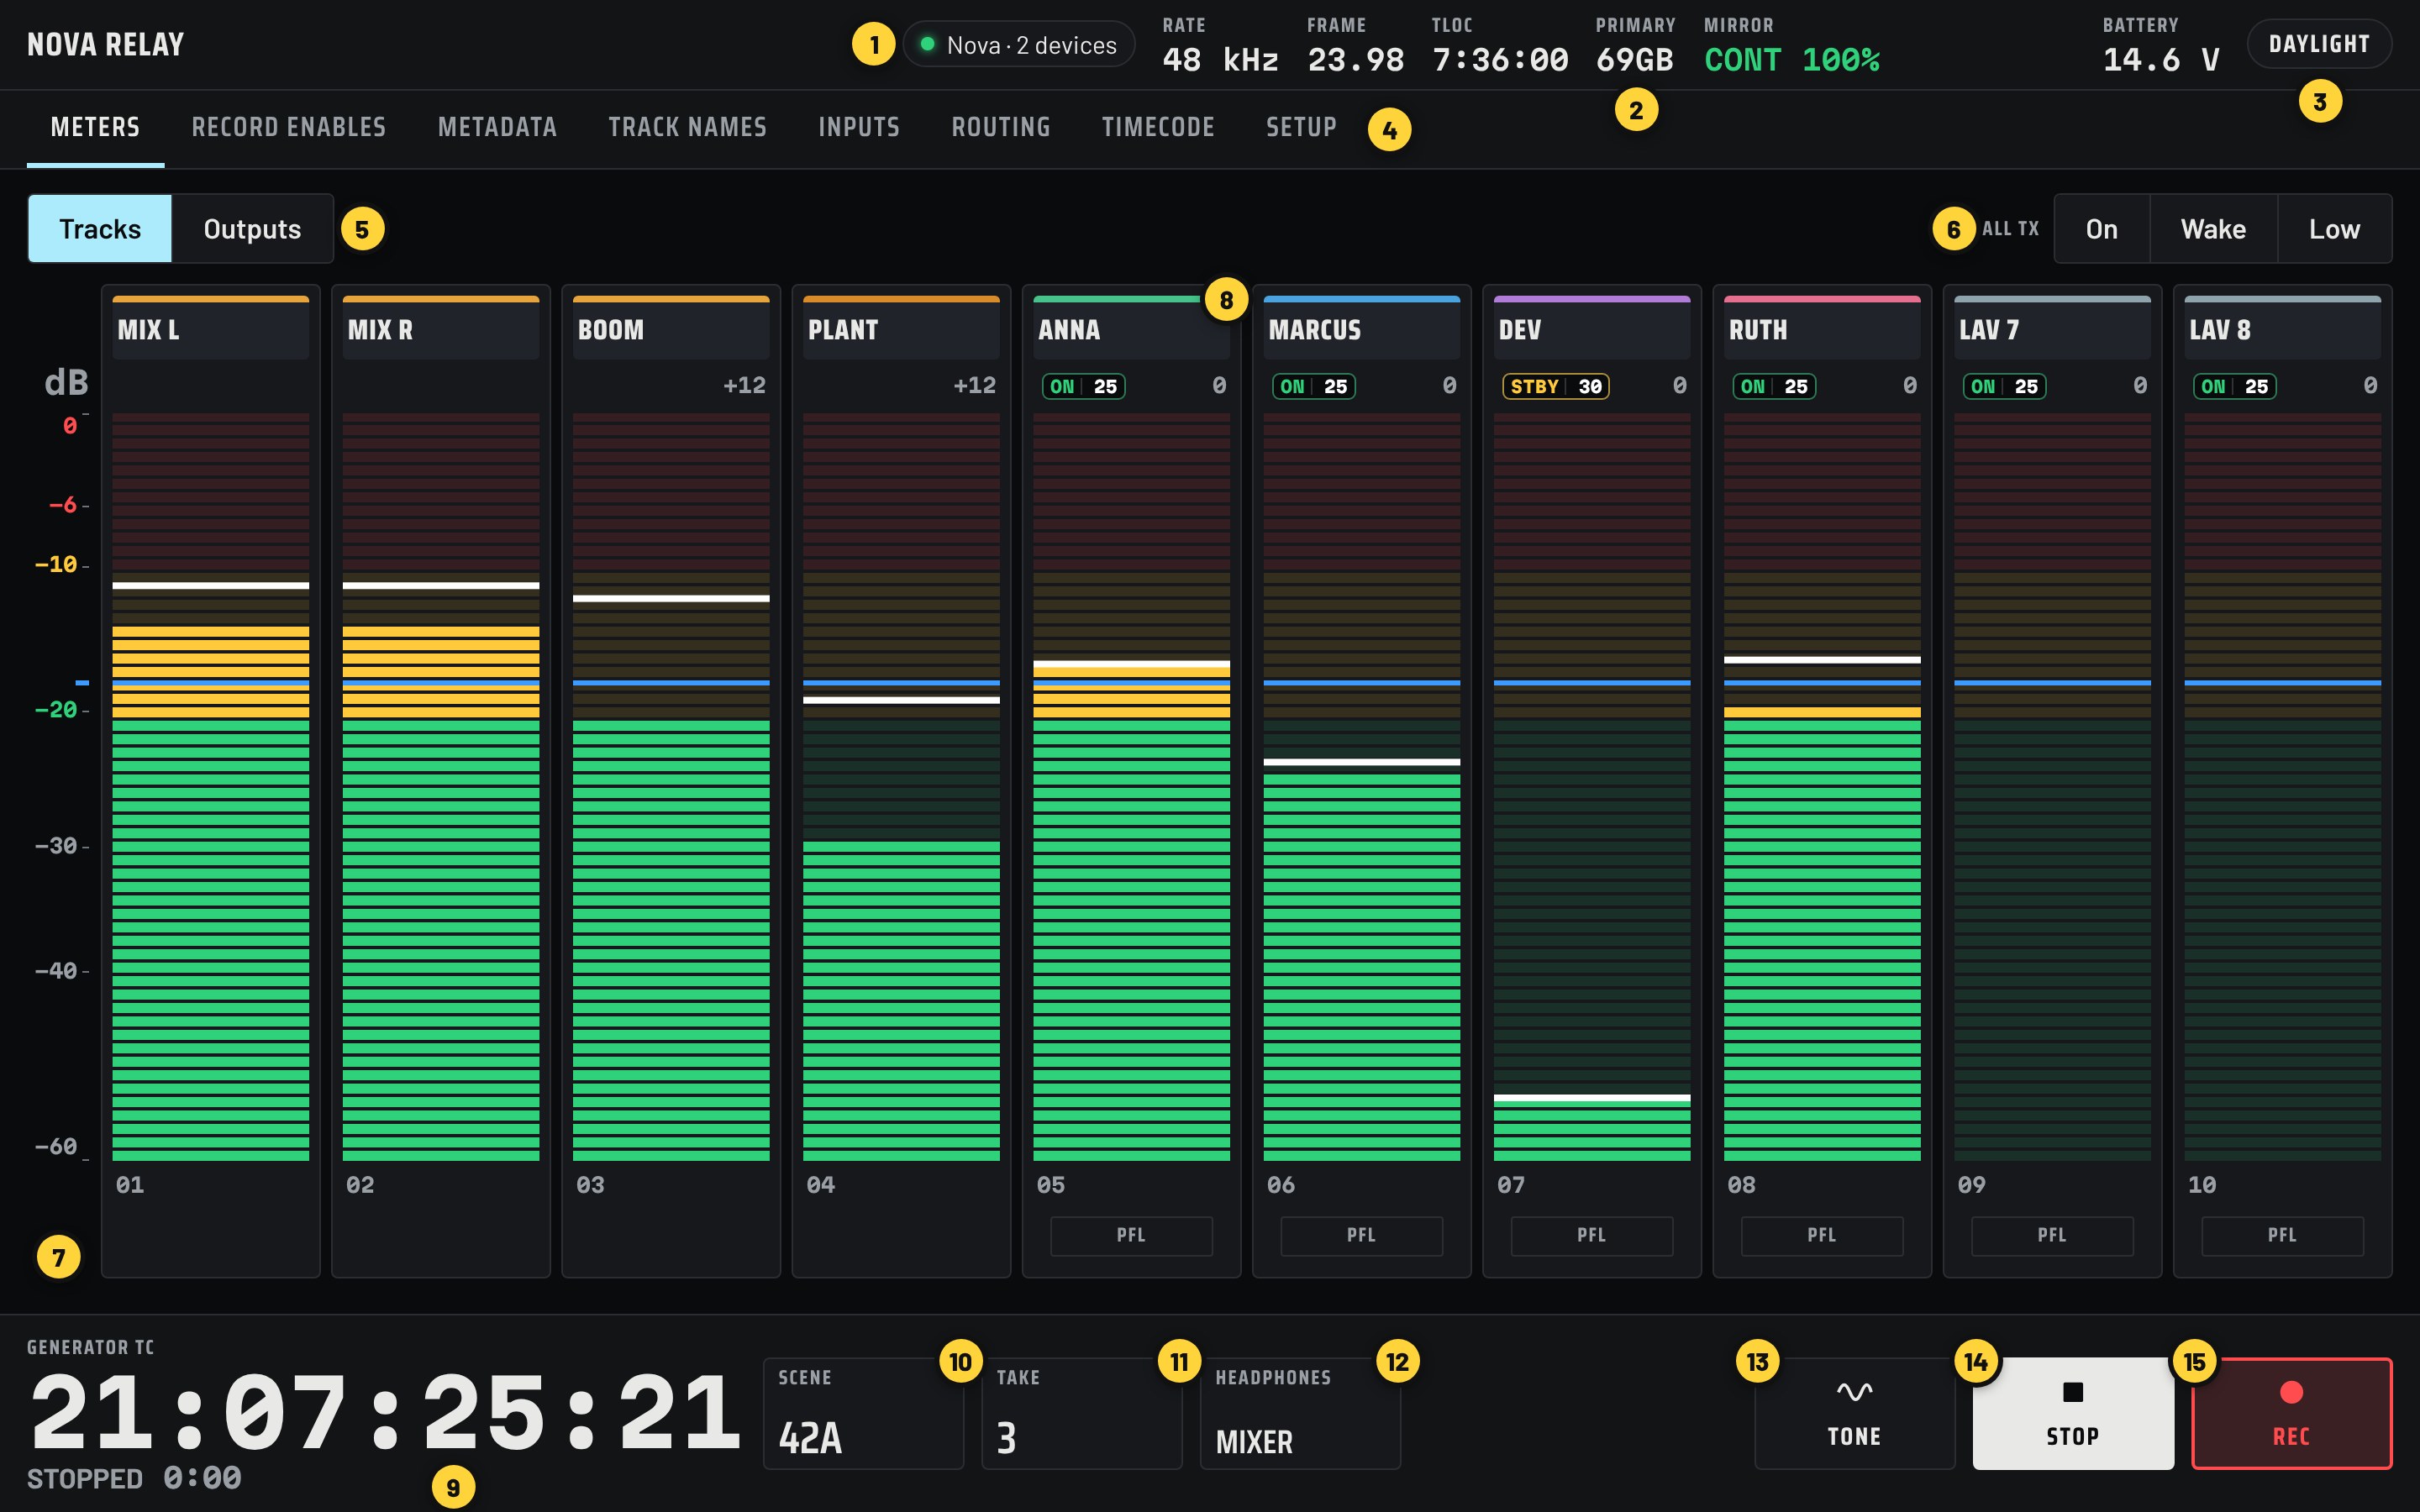 NOVA RELAY
1
Nova · 2 devices
RATE
48 kHz
FRAME
23.98
TLOC
7:36:00
PRIMARY
69GB
MIRROR
CONT 100%
BATTERY
14.6 V
DAYLIGHT
2
3
METERS RECORD ENABLES METADATA TRACK NAMES INPUTS ROUTING TIMECODE SETUP
4
Tracks Outputs
5
6
ALL TX
On Wake Low
8
MIX L MIX R BOOM PLANT ANNA MARCUS DEV RUTH LAV 7 LAV 8
dB
+12
+12
ON 25 0
ON 25 0
STBY 30 0
ON 25 0
ON 25 0
ON 25 0
0
−6
−10
−20
−30
−40
−60
01 02 03 04 05 06 07 08 09 10
PFL PFL PFL PFL PFL PFL
7
GENERATOR TC
21:07:25:21
STOPPED 0:00
9
SCENE
42A
10
TAKE
3
11
HEADPHONES
MIXER
12
13
TONE
14
STOP
15
REC